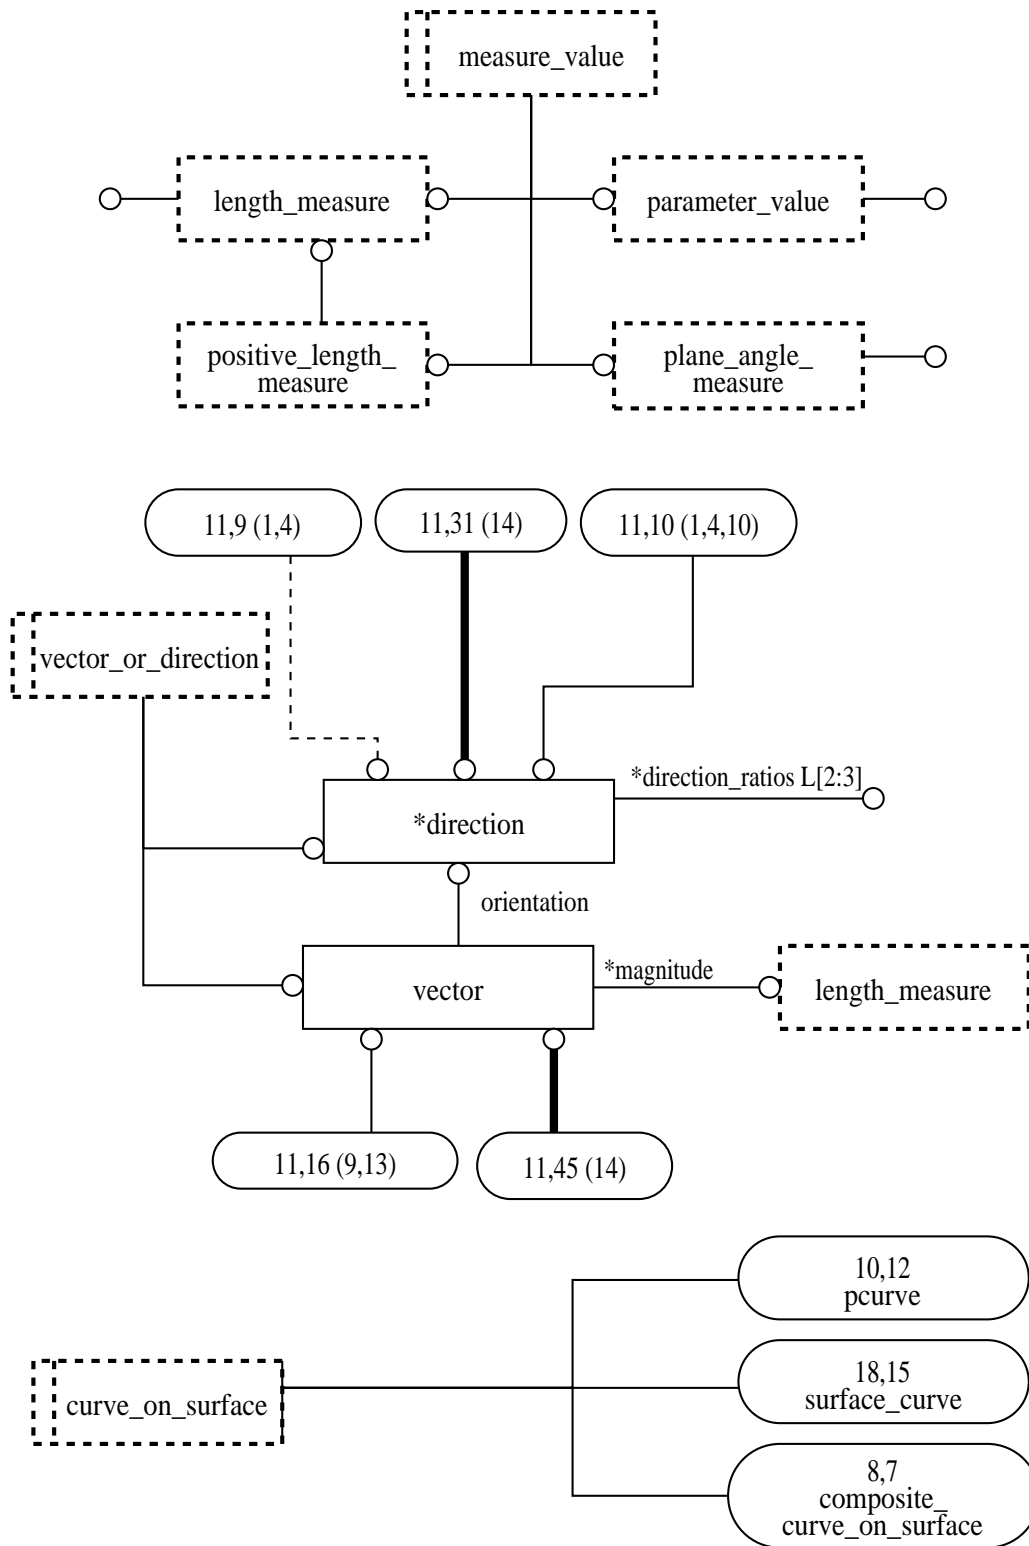 measure_value
length_measure
parameter_value
positive_length_
measure
plane_angle_
measure
11,9 (1,4)
11,31 (14)
11,10 (1,4,10)
vector_or_direction
*direction_ratios L[2:3]
*direction
orientation
vector
*magnitude
length_measure
11,16 (9,13)
11,45 (14)
10,12
pcurve
18,15
surface_curve
curve_on_surface
8,7
composite_
curve_on_surface